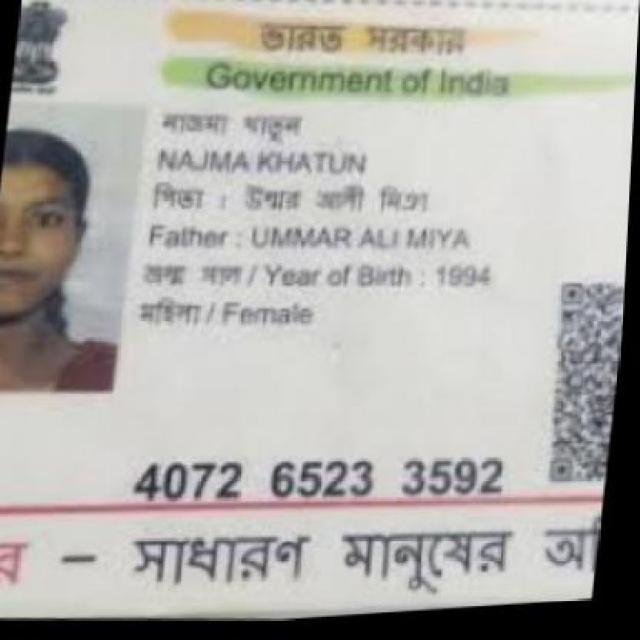 ভারত সরকার
Government of India
নাজমা খাতুন
NAJMA KHATUN
পিতা : উম্মর আলী মিঞা
Father : UMMAR ALI MIYA
জন্ম সাল / Year of Birth : 1994
মহিলা / Female
4072 6523 3592
র – সাধারণ মানুষের অধি